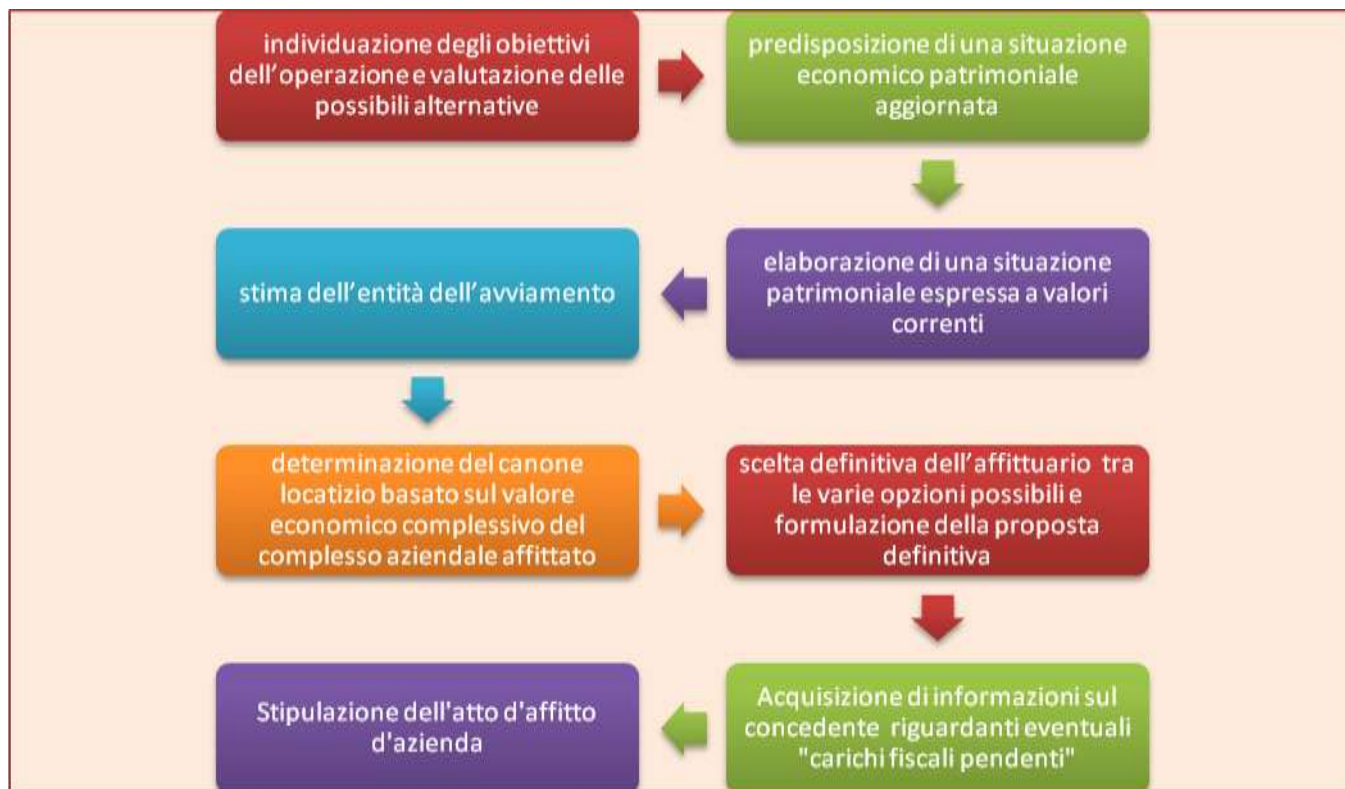 individuazione degli obiettivi
dell'operazione e valutazione delle
possibili alternative
predisposizione di una situazione
economico patrimoniale
aggiornata
elaborazione di una situazione
patrimoniale espressa a valori
correnti
stima dell'entità dell'avviamento
determinazione del canone
locatizio basato sul valore
economico complessivo del
complesso aziendale affittato
scelta definitiva dell'affittuario tra
le varie opzioni possibili e
formulazione della proposta
definitiva
Acquisizione di informazioni sul
concedente riguardanti eventuali
"carichi fiscali pendenti"
Stipulazione dell'atto d'affitto
d'azienda